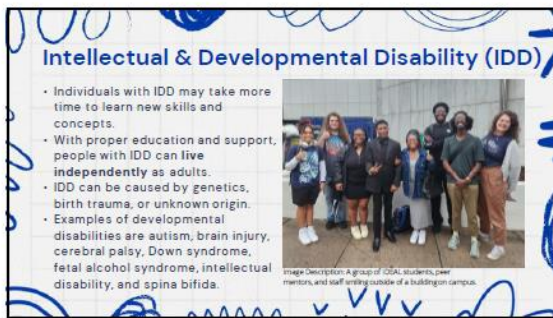 Intellectual & Developmental Disability (IDD)
• Individuals with IDD may take more
time to learn new skills and
concepts.
• With proper education and support,
people with IDD can live
independently as adults.
• IDD can be caused by genetics,
birth trauma, or unknown origin.
• Examples of developmental
disabilities are autism, brain injury,
cerebral palsy, Down syndrome,
fetal alcohol syndrome, intellectual
disability, and spina bifida.
Image Description: A group of IDEAL students, peer
mentors, and staff smiling outside of a building on campus.